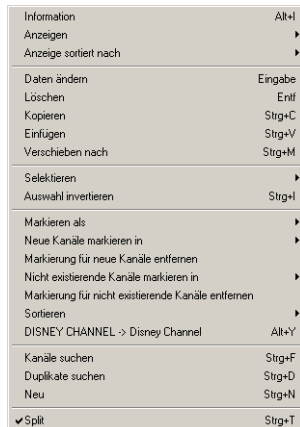 Information Alt+I
Anzeigen
Anzeige sortiert nach
Daten ändern Eingabe
Löschen Entf
Kopieren Strg+C
Einfügen Strg+V
Verschieben nach Strg+M
Selektieren
Auswahl invertieren Strg+I
Markieren als
Neue Kanäle markieren in
Markierung für neue Kanäle entfernen
Nicht existierende Kanäle markieren in
Markierung für nicht existierende Kanäle entfernen
Sortieren
DISNEY CHANNEL -> Disney Channel Alt+Y
Kanäle suchen Strg+F
Duplikate suchen Strg+D
Neu Strg+N
Split Strg+T